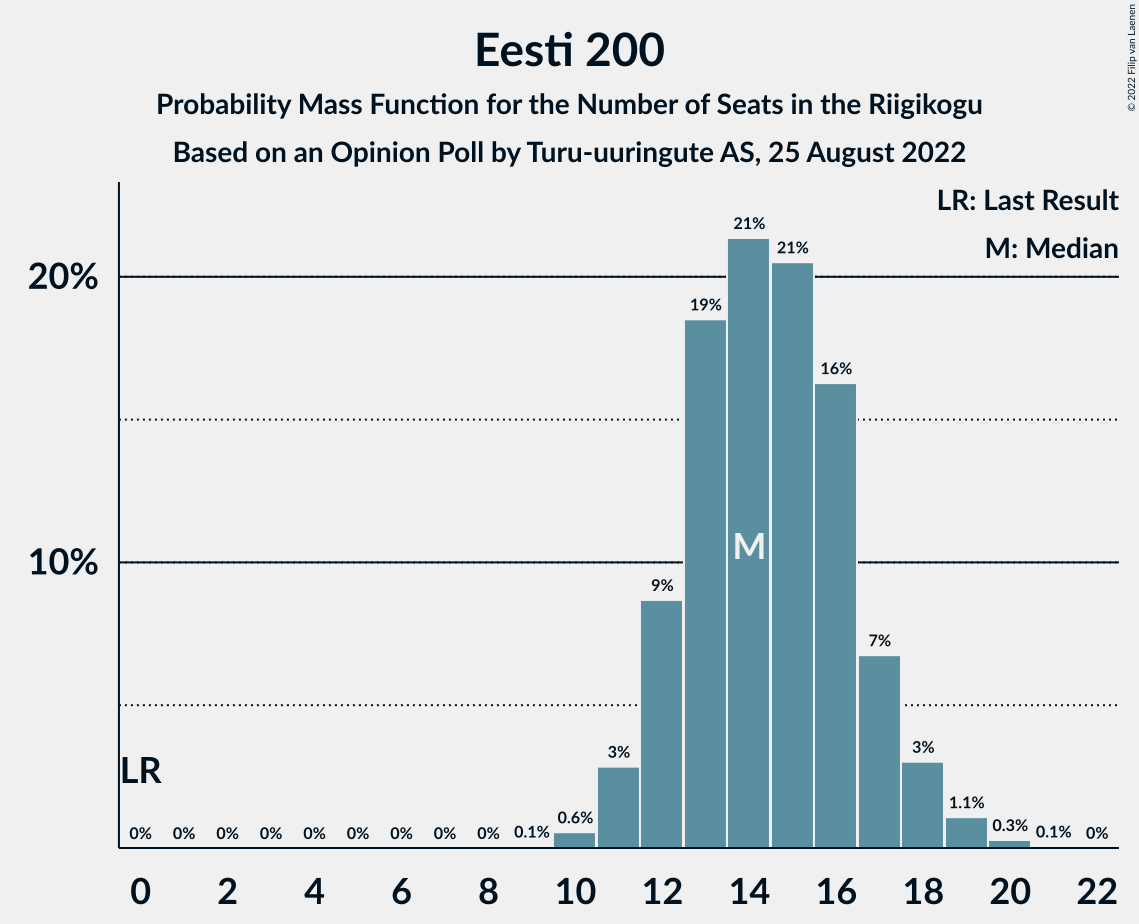 Eesti 200
Probability Mass Function for the Number of Seats in the Riigikogu
Based on an Opinion Poll by Turu-uuringute AS, 25 August 2022
© 2022 Filip van Laenen
LR: Last Result
M: Median
20%
10%
LR
M
0% 0% 0% 0% 0% 0% 0% 0% 0% 0.1% 0.6% 3% 9% 19% 21% 21% 16% 7% 3% 1.1% 0.3% 0.1% 0%
0 2 4 6 8 10 12 14 16 18 20 22